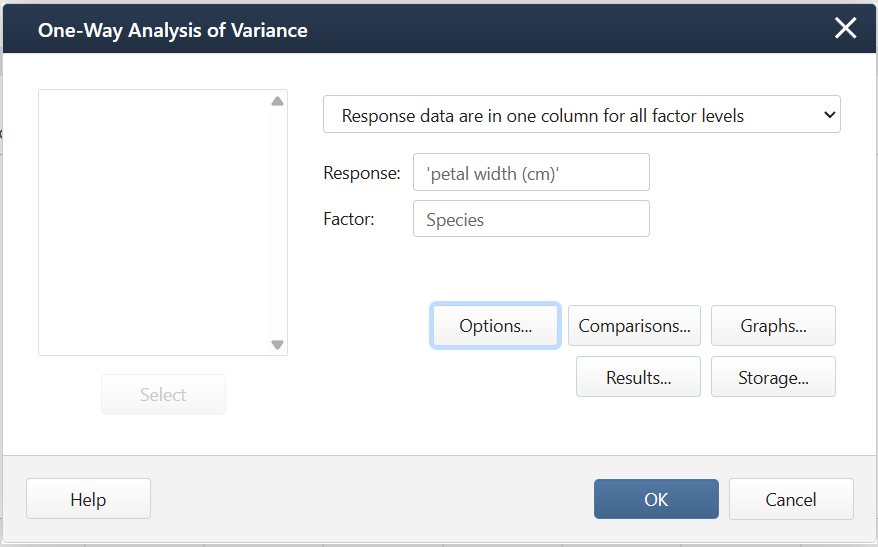 One-Way Analysis of Variance
Response data are in one column for all factor levels
Response: 'petal width (cm)'
Factor: Species
Options... Comparisons... Graphs...
Results... Storage...
Select
Help OK Cancel